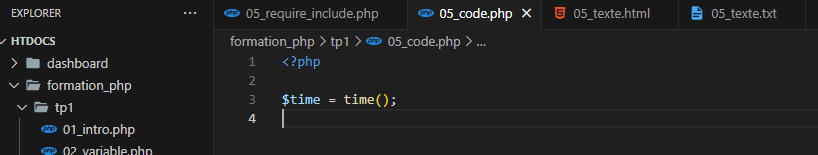 EXPLORER ...
05_require_include.php 05_code.php 05_texte.html 05_texte.txt
HTDOCS
formation_php > tp1 > 05_code.php > ...
dashboard
formation_php
tp1
01_intro.php
02_variable.php
1 <?php
2
3 $time = time();
4